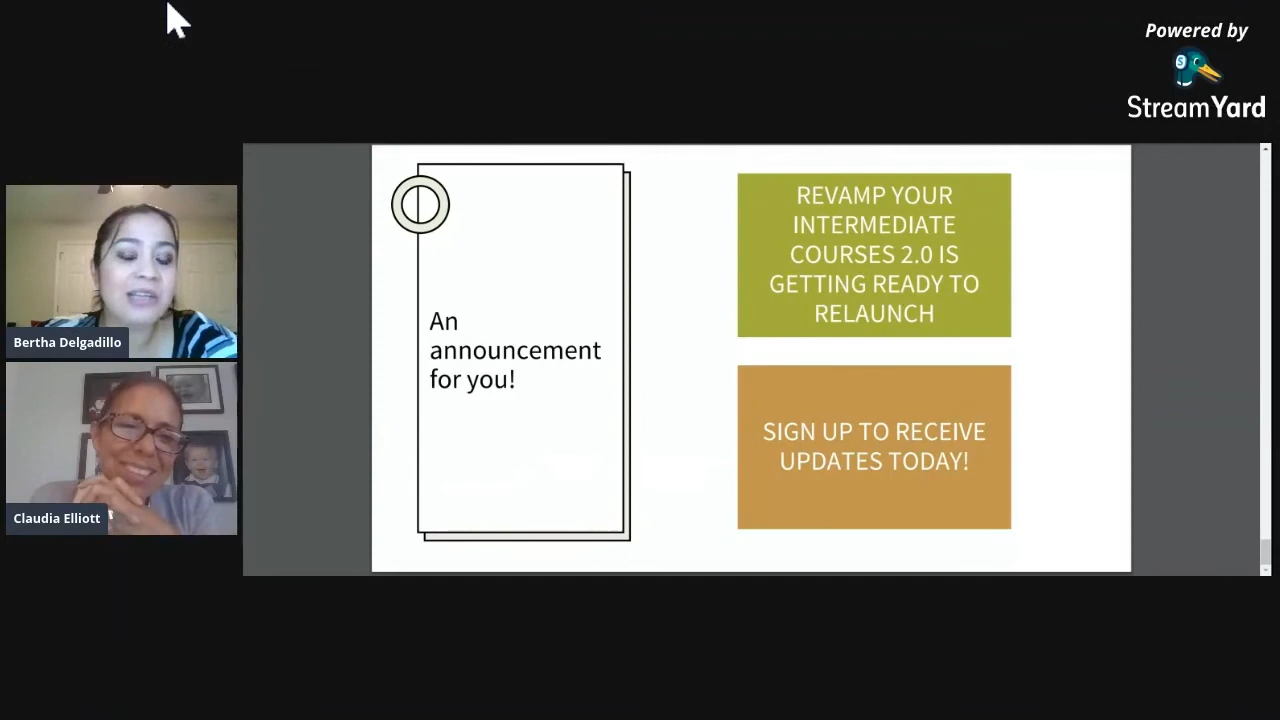 Powered by
StreamYard
Bertha Delgadillo
Claudia Elliott
An
announcement
for you!
REVAMP YOUR
INTERMEDIATE
COURSES 2.0 IS
GETTING READY TO
RELAUNCH
SIGN UP TO RECEIVE
UPDATES TODAY!